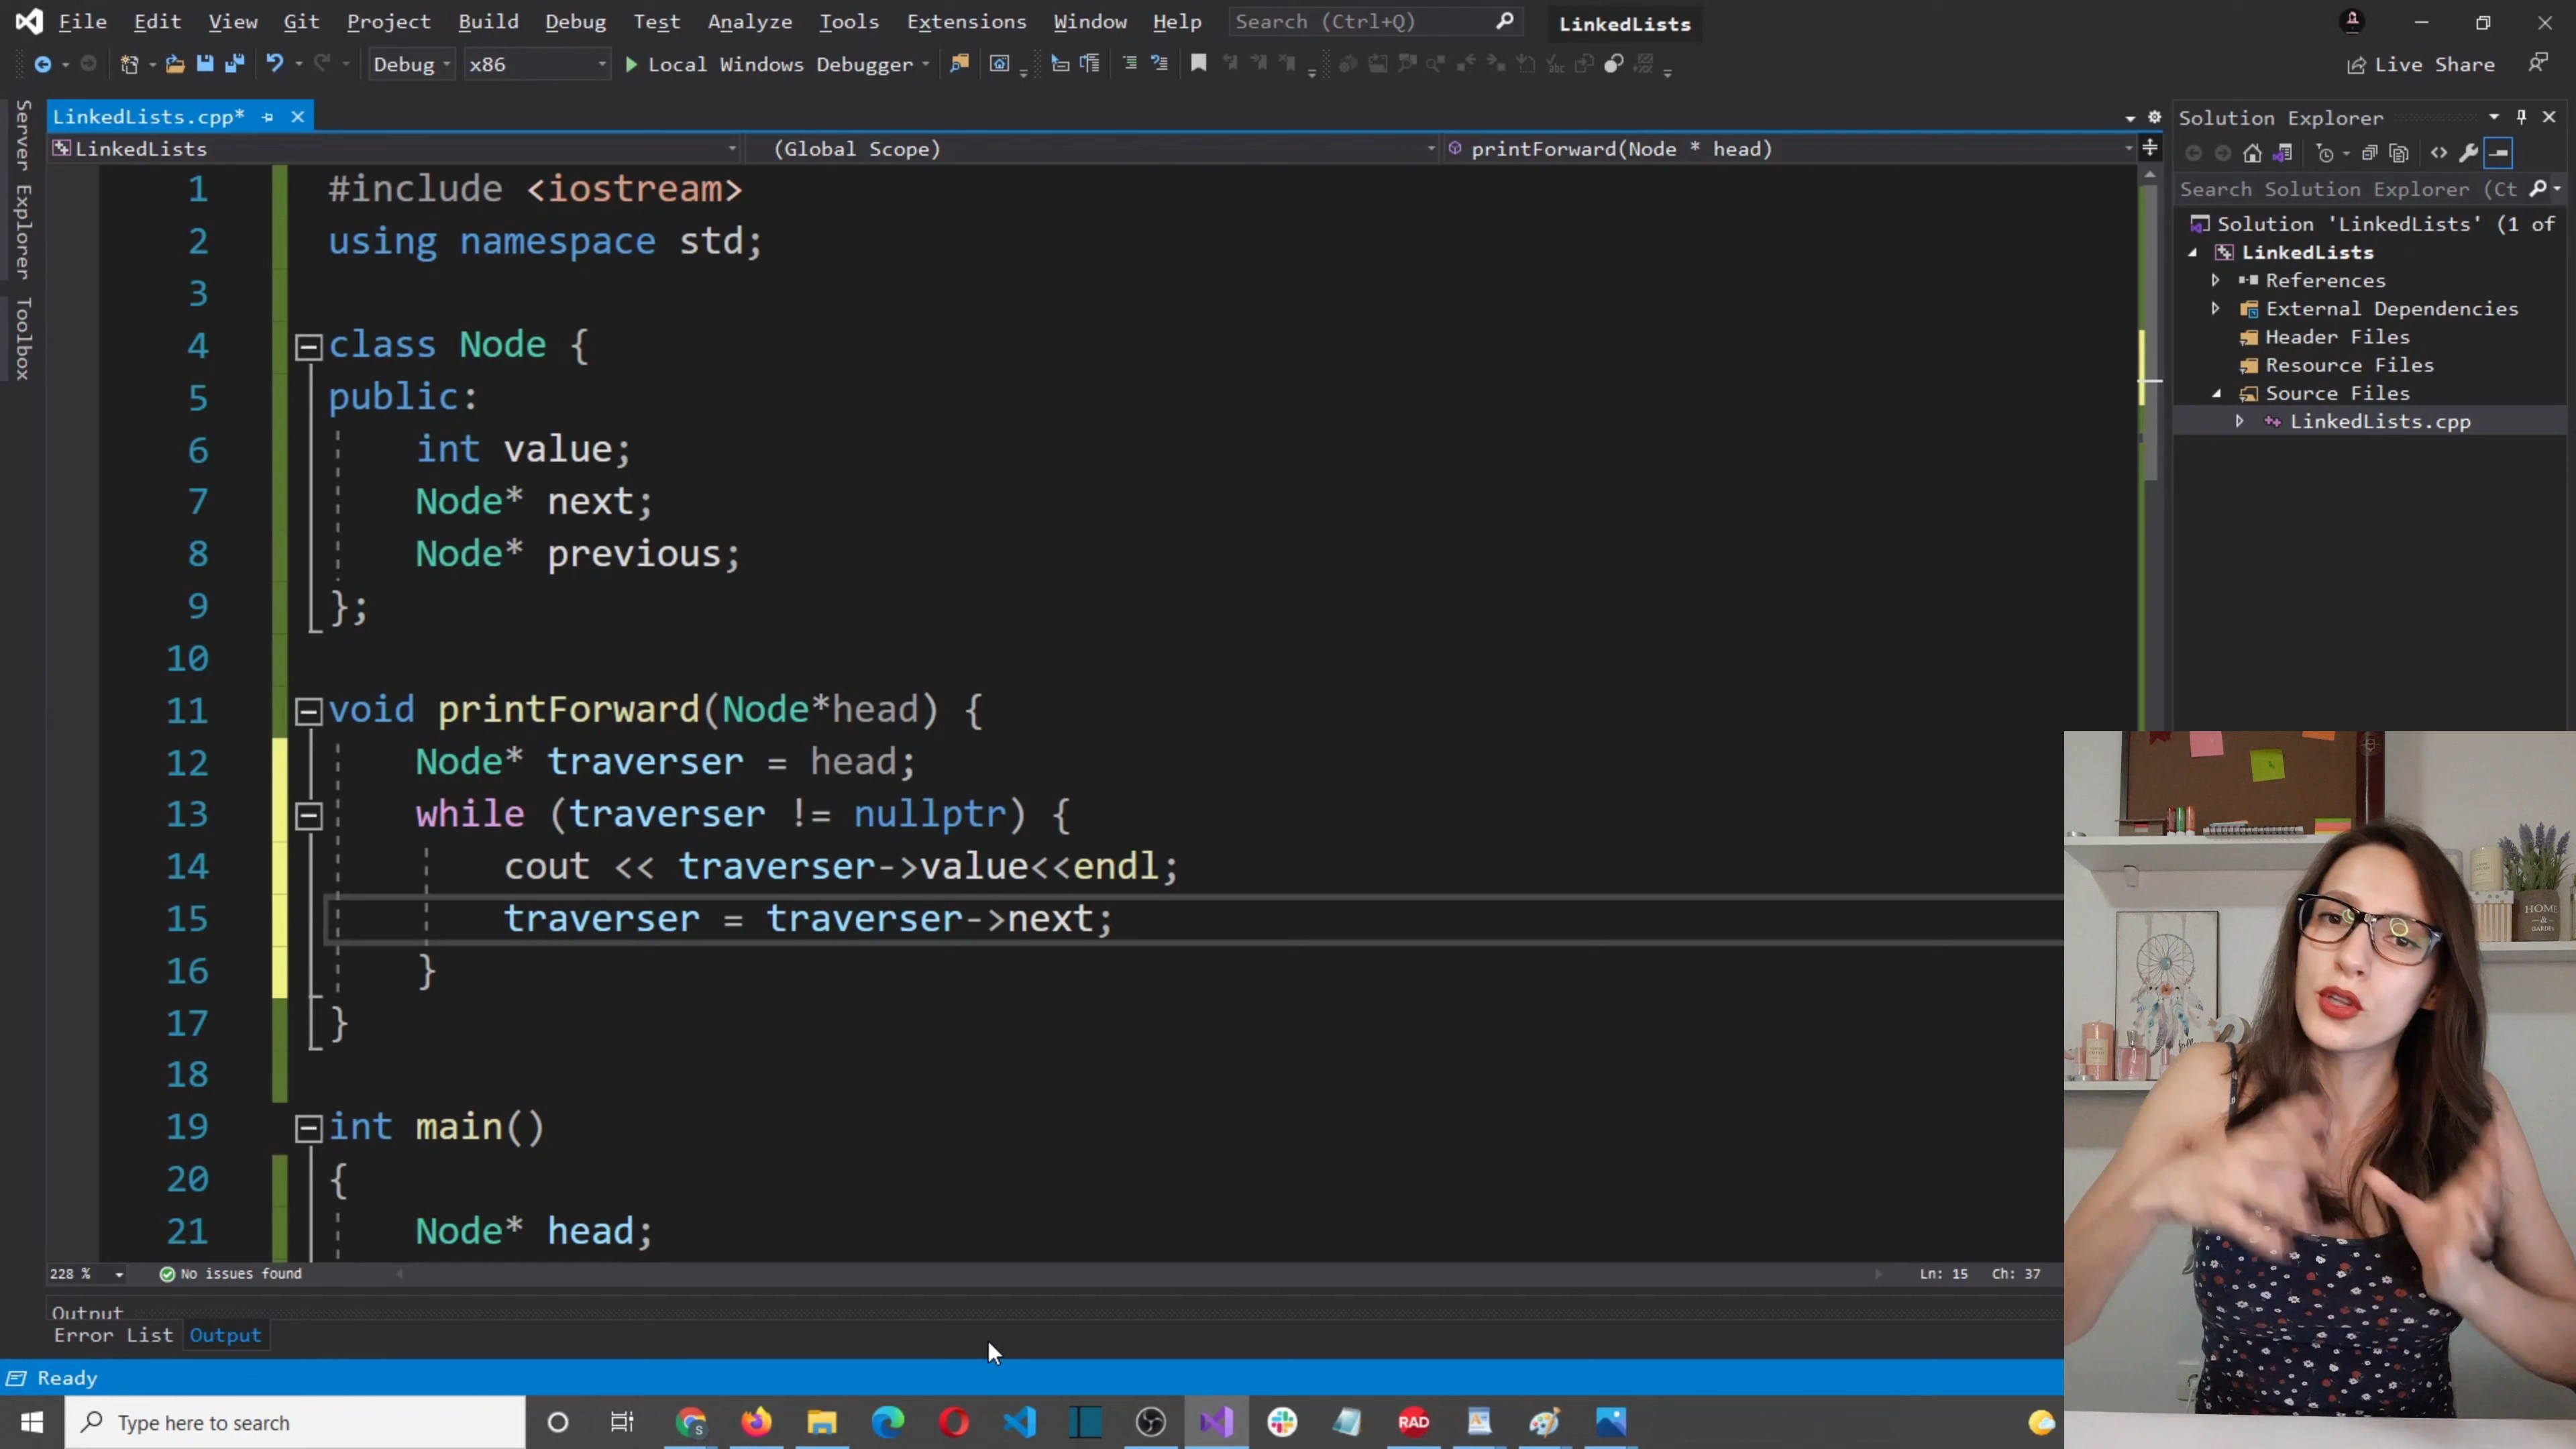 File Edit View Git Project Build Debug Test Analyze Tools Extensions Window Help Search (Ctrl+Q) LinkedLists
Debug x86 Local Windows Debugger Live Share
Server Explorer
Toolbox
LinkedLists.cpp*
LinkedLists (Global Scope) printForward(Node * head)
1 #include <iostream>
2 using namespace std;
3
4 class Node {
5 public:
6 int value;
7 Node* next;
8 Node* previous;
9 };
10
11 void printForward(Node*head) {
12 Node* traverser = head;
13 while (traverser != nullptr) {
14 cout << traverser->value<<endl;
15 traverser = traverser->next;
16 }
17 }
18
19 int main()
20 {
21 Node* head;
228 % No issues found Ln: 15 Ch: 37
Output
Error List Output
Ready
Type here to search
RAD
Solution Explorer
Search Solution Explorer (Ct
Solution 'LinkedLists' (1 of
LinkedLists
References
External Dependencies
Header Files
Resource Files
Source Files
LinkedLists.cpp
HOME
&
GARDEN